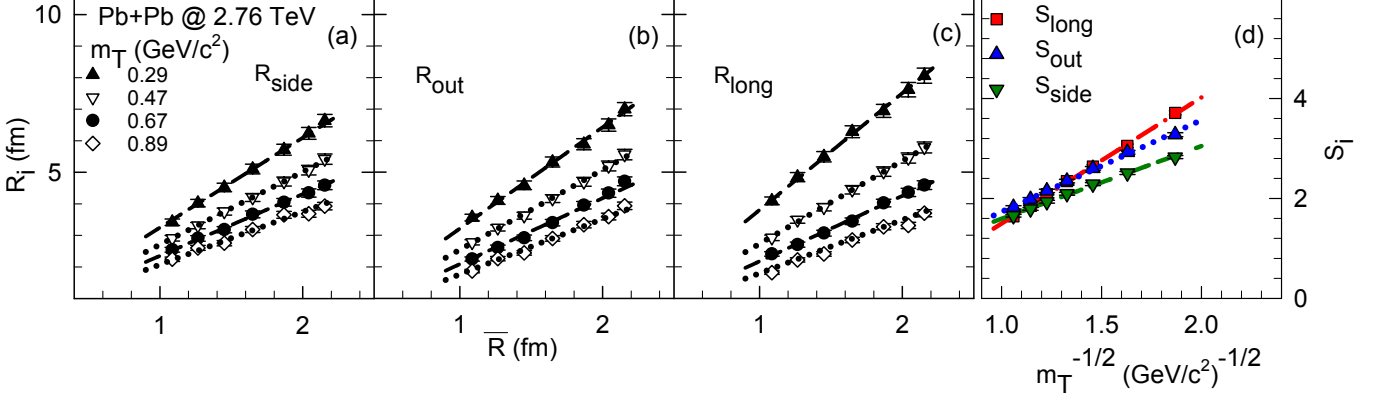 10
5
R_i (fm)
Pb+Pb @ 2.76 TeV
m_T (GeV/c^2)
0.29
0.47
0.67
0.89
(a)
R_side
(b)
R_out
(c)
R_long
S_long
S_out
S_side
(d)
4
2
0
S_i
1 2
1 2
1 2
1.0 1.5 2.0
R̅ (fm)
m_T^-1/2 (GeV/c^2)^-1/2